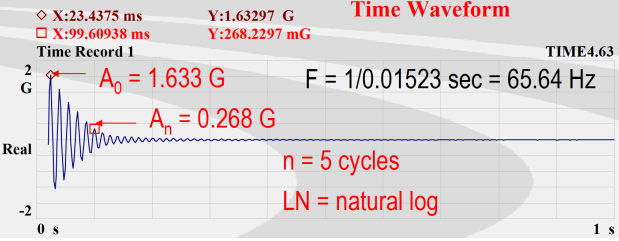 Time Waveform
X:23.4375 ms Y:1.63297 G
X:99.60938 ms Y:268.2297 mG
Time Record 1 TIME4.63
2
G
A0 = 1.633 G
F = 1/0.01523 sec = 65.64 Hz
An = 0.268 G
Real
n = 5 cycles
LN = natural log
-2
0 s 1 s